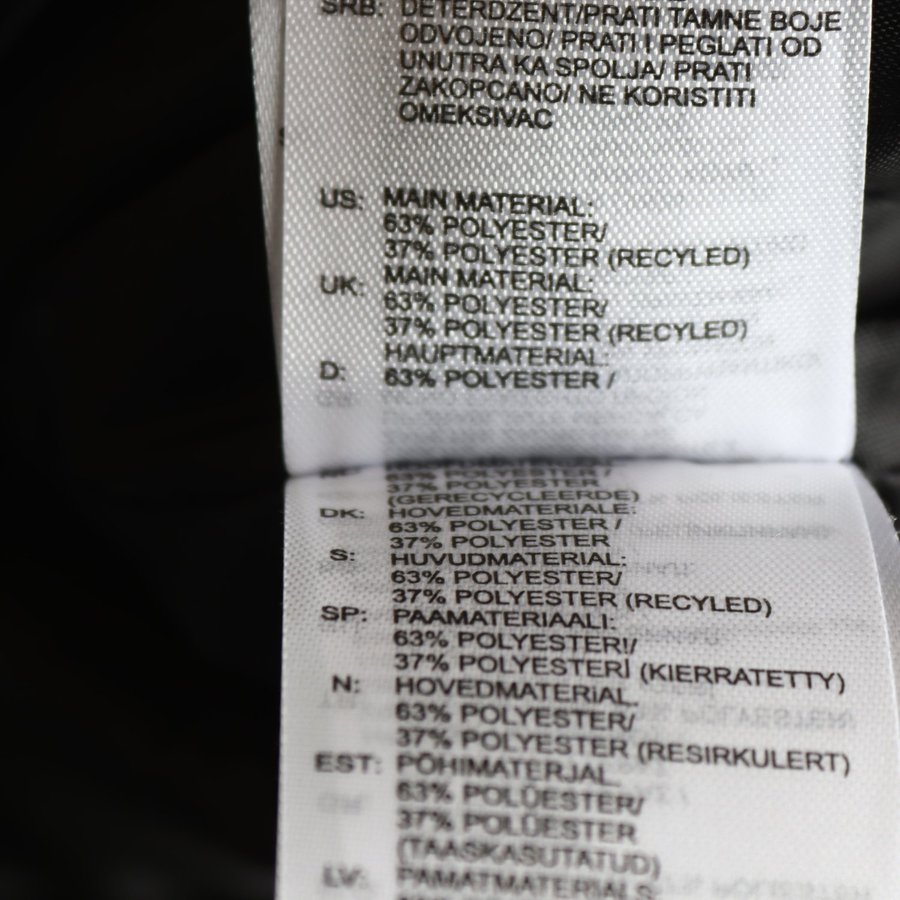 SRB: DETERDZENT/PRATI TAMNE BOJE
ODVOJENO/ PRATI I PEGLATI OD
UNUTRA KA SPOLJA/ PRATI
ZAKOPCANO/ NE KORISTITI
OMEKSIVAC
US: MAIN MATERIAL:
63% POLYESTER/
37% POLYESTER (RECYLED)
UK: MAIN MATERIAL:
63% POLYESTER/
37% POLYESTER (RECYLED)
D: HAUPTMATERIAL:
63% POLYESTER /
63% POLYESTER /
37% POLYESTER
(GERECYCLEERDE)
DK: HOVEDMATERIALE:
63% POLYESTER /
37% POLYESTER
S: HUVUDMATERIAL:
63% POLYESTER/
37% POLYESTER (RECYLED)
SP: PAAMATERIAALI:
63% POLYESTERI/
37% POLYESTERI (KIERRATETTY)
N: HOVEDMATERIAL.
63% POLYESTER/
37% POLYESTER (RESIRKULERT)
EST: PÕHIMATERJAL.
63% POLÜESTER/
37% POLÜESTER
(TAASKASUTATUD)
LV: PAMATMATERIALS